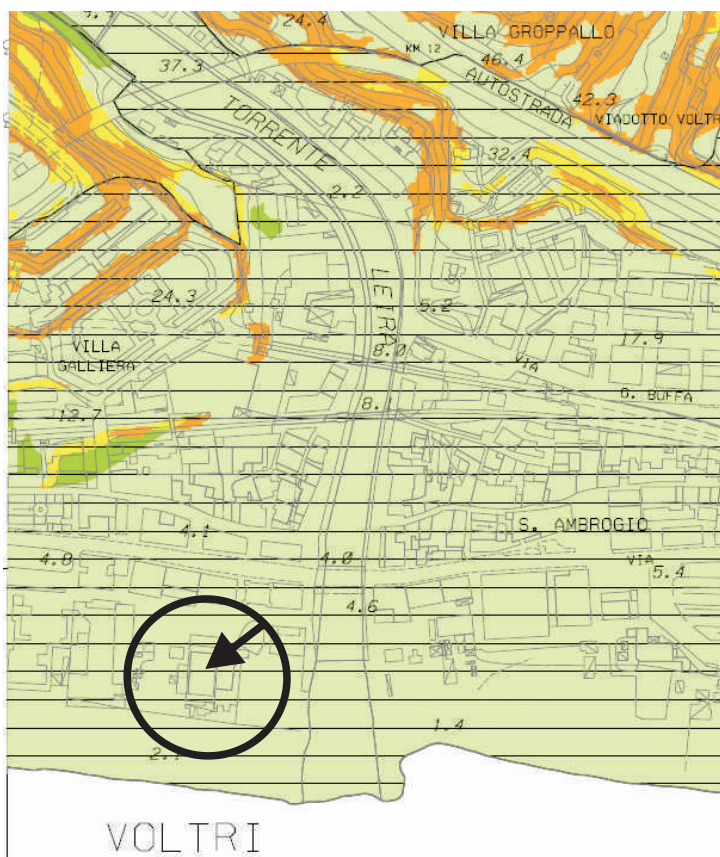 24.4
VILLA GROPPALLO
KM 12
46.4
37.3
AUTOSTRADA
42.3
TORRENTE
VIADOTTO VOLTR
32.4
2.2
LEIRA
24.3
5.2
17.9
VILLA
GALLIERA
8.0
VIA
G. BUFFA
8.1
12.7
S. AMBROGIO
4.1
4.8
4.0
VIA
5.4
4.6
1.4
2.1
VOLTRI